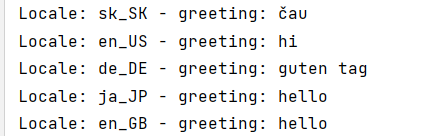 Locale: sk_SK - greeting: čau
Locale: en_US - greeting: hi
Locale: de_DE - greeting: guten tag
Locale: ja_JP - greeting: hello
Locale: en_GB - greeting: hello